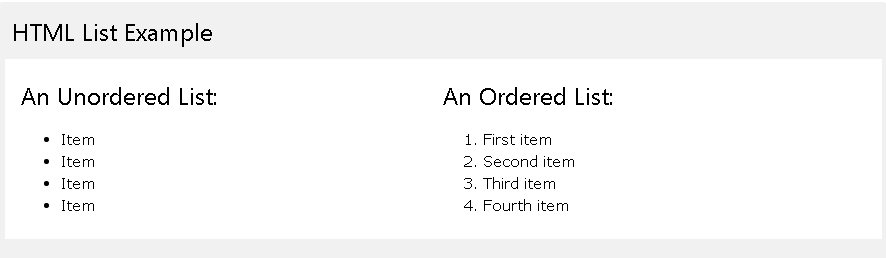 HTML List Example
An Unordered List:
• Item
• Item
• Item
• Item
An Ordered List:
1. First item
2. Second item
3. Third item
4. Fourth item